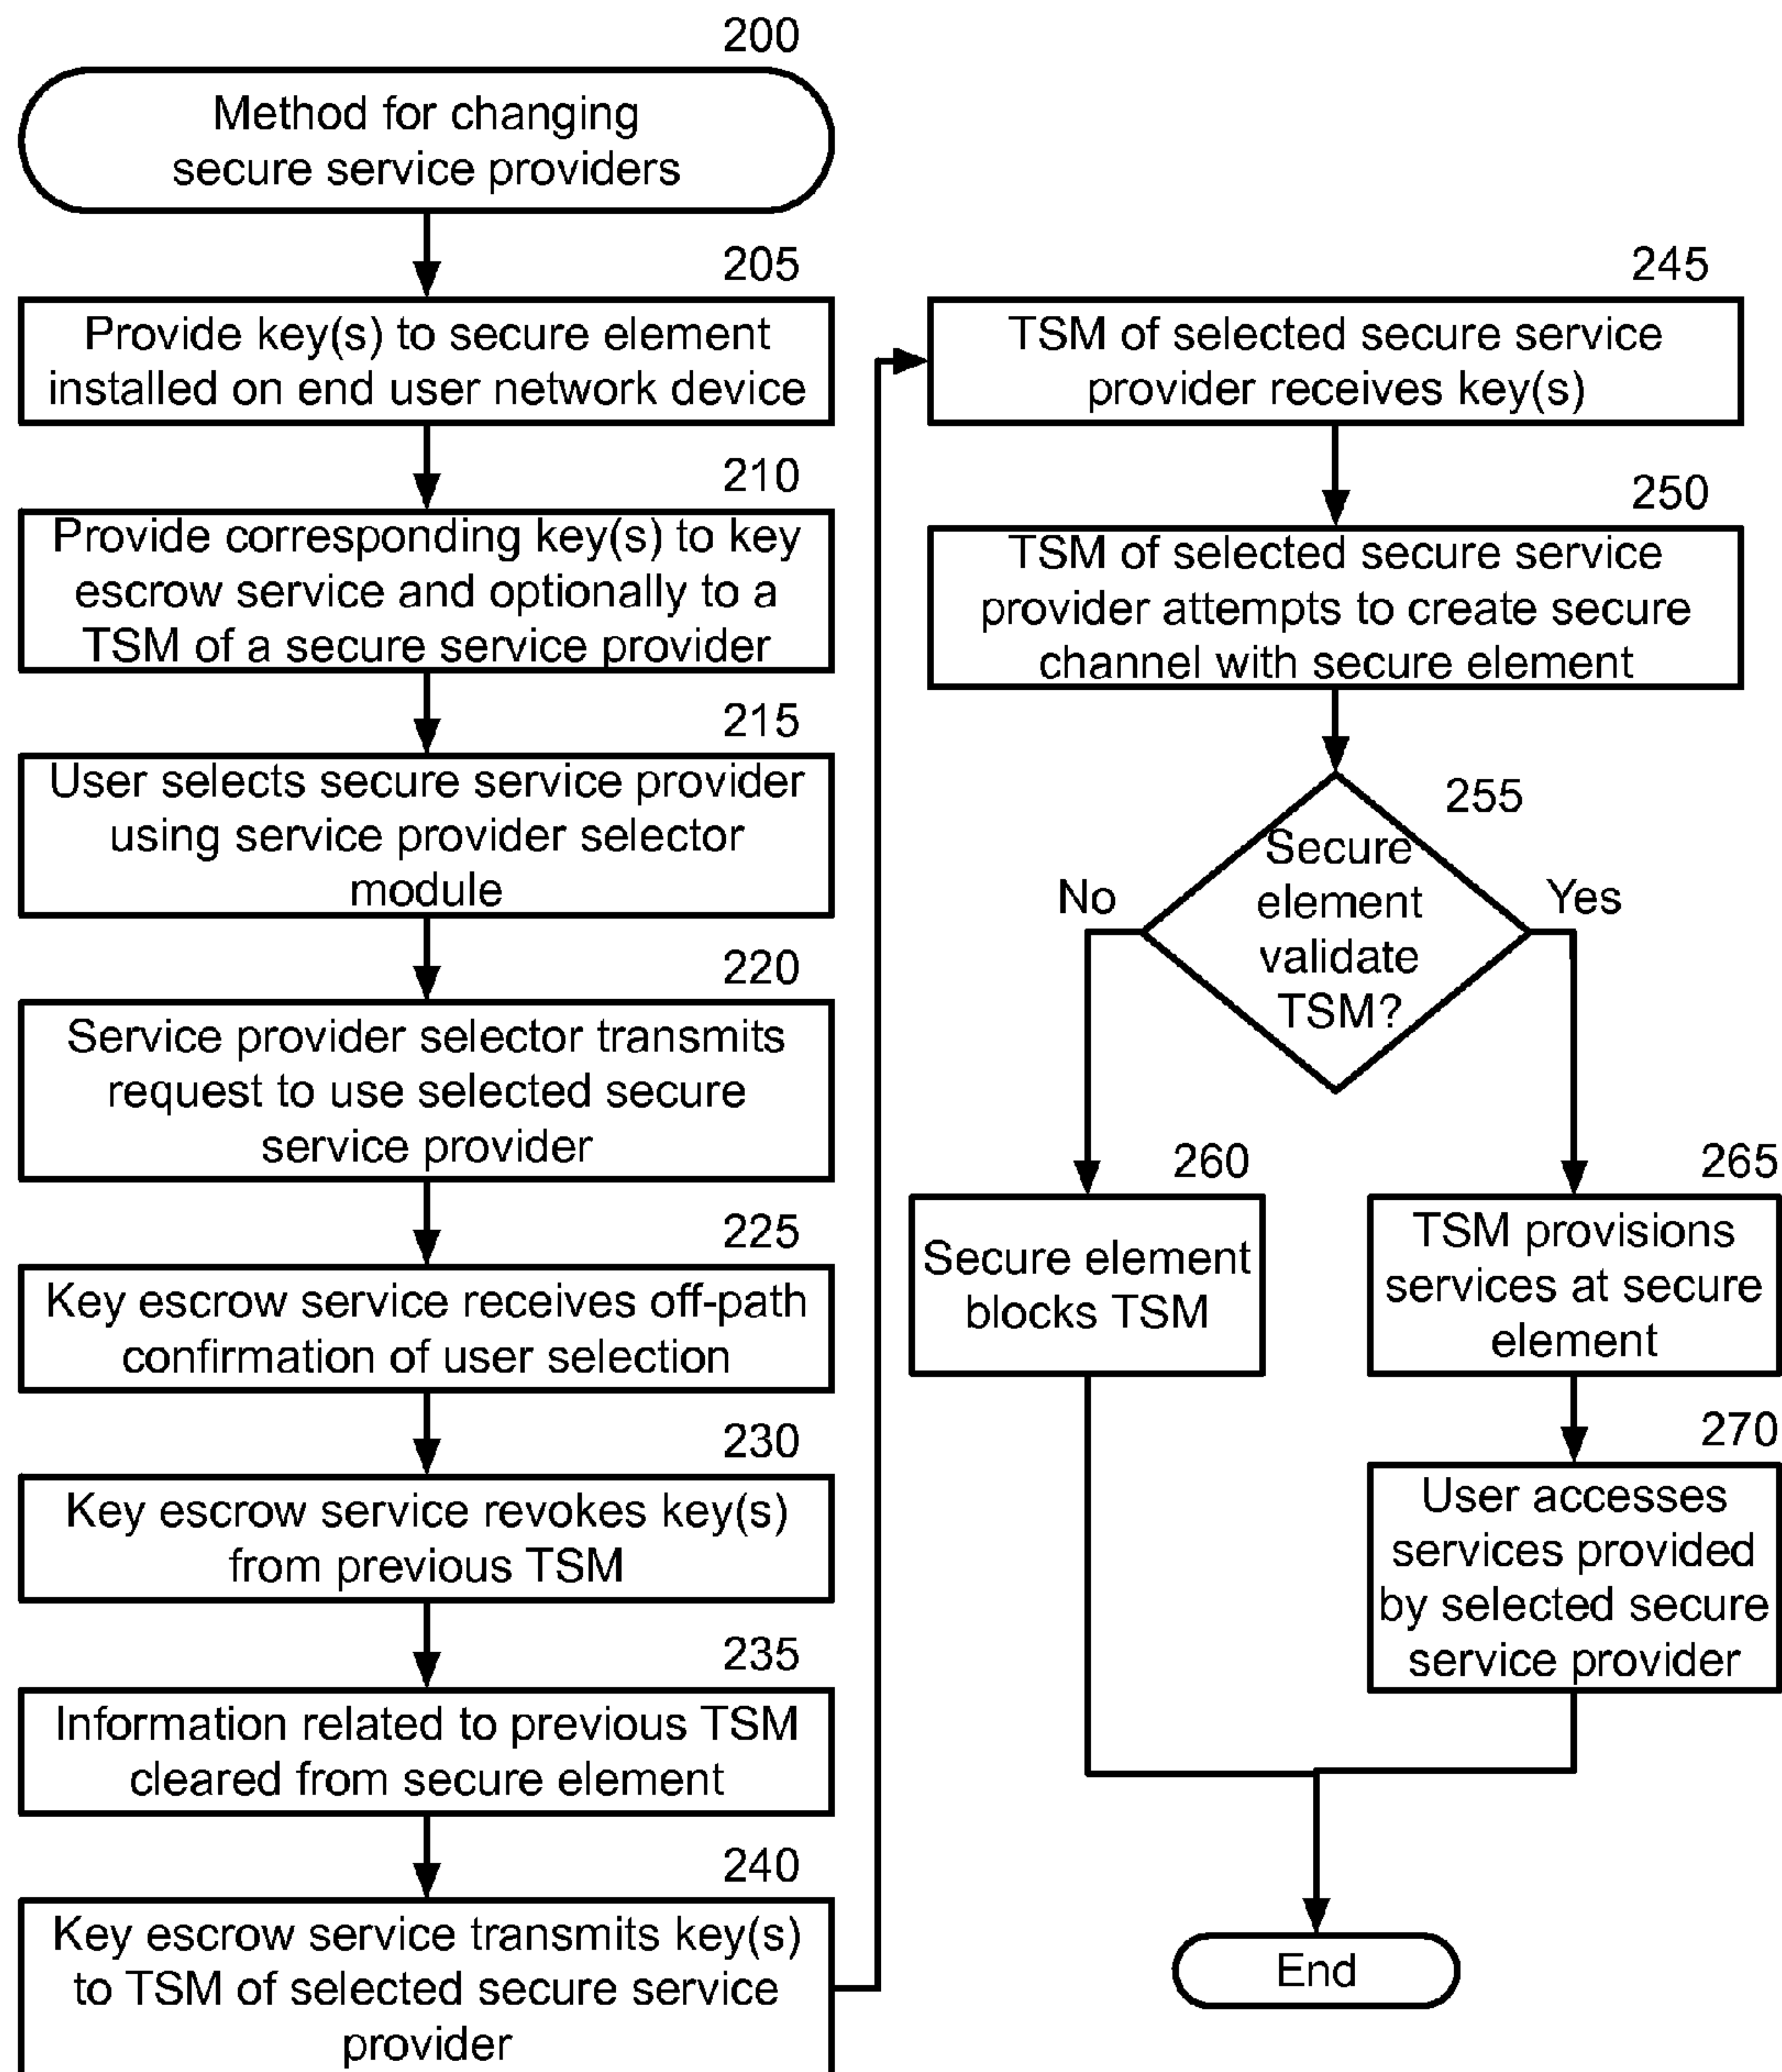 200
Method for changing
secure service providers
205
Provide key(s) to secure element
installed on end user network device
210
Provide corresponding key(s) to key
escrow service and optionally to a
TSM of a secure service provider
215
User selects secure service provider
using service provider selector
module
220
Service provider selector transmits
request to use selected secure
service provider
225
Key escrow service receives off-path
confirmation of user selection
230
Key escrow service revokes key(s)
from previous TSM
235
Information related to previous TSM
cleared from secure element
240
Key escrow service transmits key(s)
to TSM of selected secure service
provider
245
TSM of selected secure service
provider receives key(s)
250
TSM of selected secure service
provider attempts to create secure
channel with secure element
255
Secure
element
validate
TSM?
No
Yes
260
Secure element
blocks TSM
265
TSM provisions
services at secure
element
270
User accesses
services provided
by selected secure
service provider
End